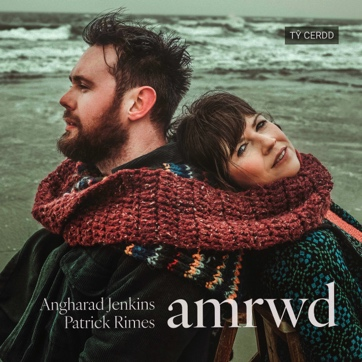 TŶ CERDD
Angharad Jenkins
Patrick Rimes
amrwd